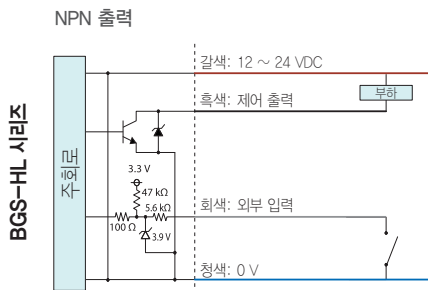 NPN 출력
BGS-HL 시리즈
주회로
갈색: 12 ~ 24 VDC
부하
흑색: 제어 출력
3.3 V
47 kΩ
5.6 kΩ
회색: 외부 입력
100 Ω
3.9 V
청색: 0 V